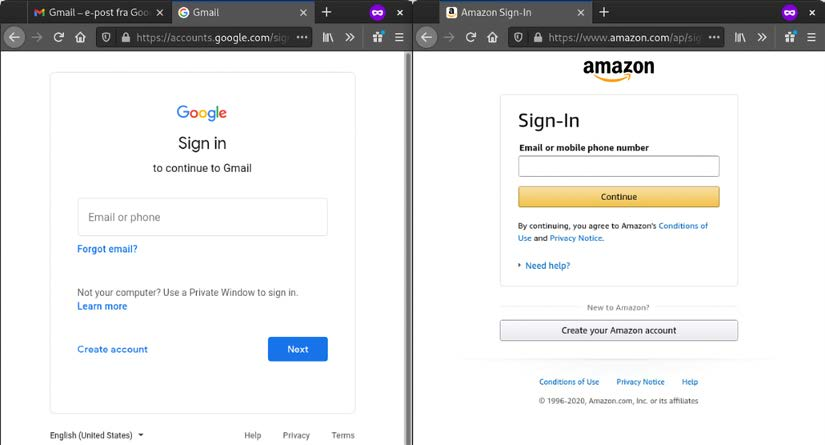 Gmail – e-post fra Goo
Gmail
https://accounts.google.com/sig
Google
Sign in
to continue to Gmail
Email or phone
Forgot email?
Not your computer? Use a Private Window to sign in.
Learn more
Create account
Next
English (United States)
Help
Privacy
Terms
Amazon Sign-In
https://www.amazon.com/ap/sig
amazon
Sign-In
Email or mobile phone number
Continue
By continuing, you agree to Amazon's Conditions of
Use and Privacy Notice.
Need help?
New to Amazon?
Create your Amazon account
Conditions of Use
Privacy Notice
Help
© 1996-2020, Amazon.com, Inc. or its affiliates